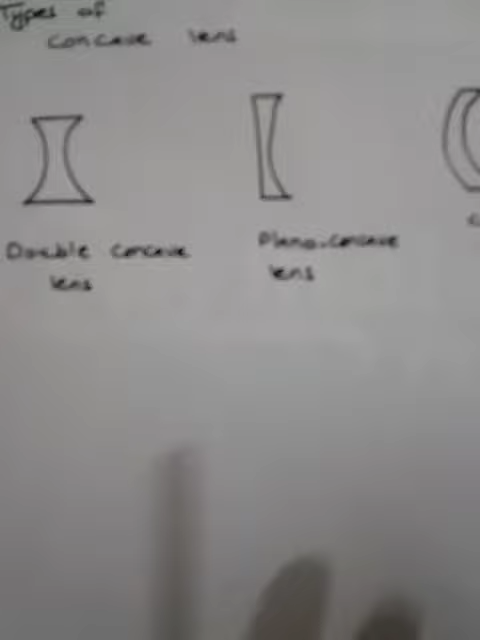 Types of
concave lens
Double concave
lens
Plano-concave
lens